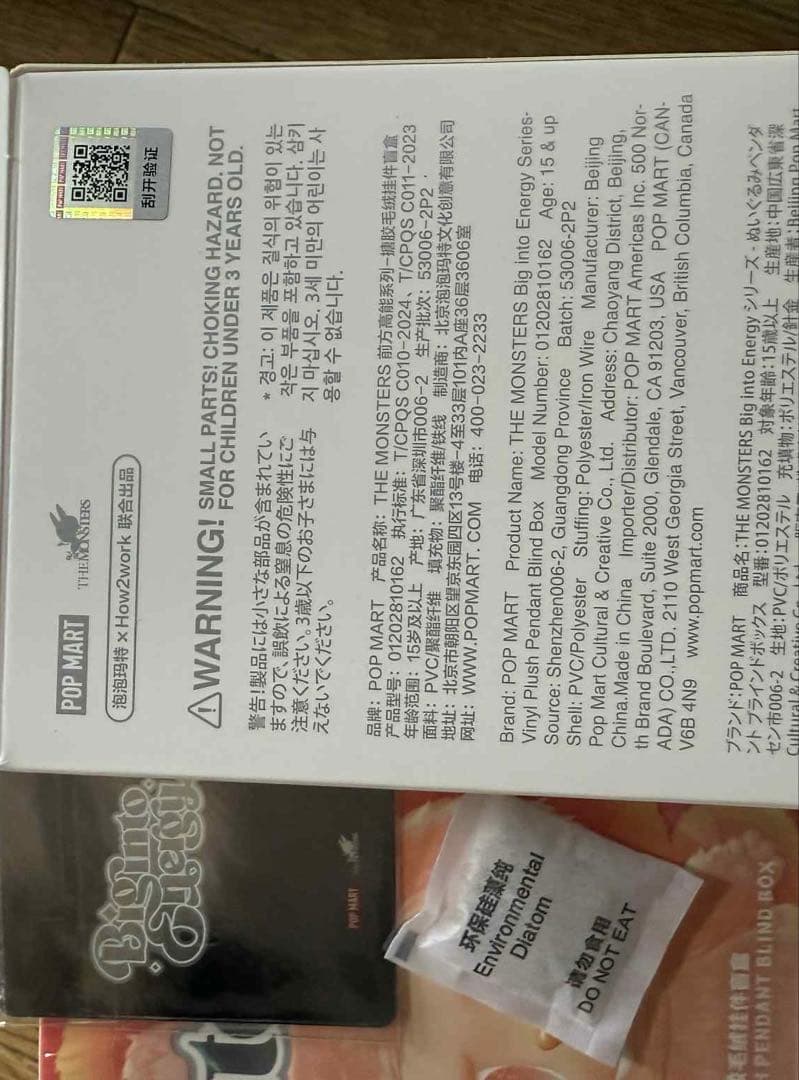 POP MART
THE MONSTERS
泡泡玛特 × How2work 联合出品
刮开验证
WARNING! SMALL PARTS! CHOKING HAZARD. NOT
FOR CHILDREN UNDER 3 YEARS OLD.
警告!製品には小さな部品が含まれてい
ますので、誤飲による窒息の危険性にご
注意ください。3歳以下のお子さまには与
えないでください。
* 경고: 이 제품은 질식의 위험이 있는
작은 부품을 포함하고 있습니다. 삼키
지 마십시오. 3세 미만의 어린이는 사
용할 수 없습니다.
品牌：POP MART 产品名称：THE MONSTERS 前方高能系列-搪胶毛绒挂件盲盒
产品型号：01202810162 执行标准：T/CPQS C010-2024、T/CPQS C011-2023
年龄范围：15岁及以上 产地：广东省深圳市006-2 生产批次：53006-2P2
面料：PVC/聚酯纤维 填充物：聚酯纤维/铁线 制造商：北京泡泡玛特文化创意有限公司
地址：北京市朝阳区望京东园四区13号楼-4至33层101内A座36层3606室
网址：WWW.POPMART.COM 电话：400-023-2233
Brand: POP MART Product Name: THE MONSTERS Big into Energy Series-
Vinyl Plush Pendant Blind Box Model Number: 01202810162 Age: 15 & up
Source: Shenzhen006-2, Guangdong Province Batch: 53006-2P2
Shell: PVC/Polyester Stuffing: Polyester/Iron Wire Manufacturer: Beijing
Pop Mart Cultural & Creative Co., Ltd. Address: Chaoyang District, Beijing,
China.Made in China Importer/Distributor: POP MART Americas Inc. 500 Nor-
th Brand Boulevard, Suite 2000, Glendale, CA 91203, USA POP MART (CAN-
ADA) CO.,LTD. 2110 West Georgia Street, Vancouver, British Columbia, Canada
V6B 4N9 www.popmart.com
ブランド:POP MART 商品名:THE MONSTERS Big into Energy シリーズ - ぬいぐるみペンダ
ント ブラインドボックス 型番:01202810162 対象年齢:15歳以上 生産地:中国広東省深
セン市006-2 生地:PVC/ポリエステル 充填物:ポリエステル/針金 生産者:Beijing Pop Mart
Cultural & Creative Co., Ltd.
Big into
Energy
POP MART
环保硅藻纯
Environmental
Diatom
请勿食用
DO NOT EAT
毛绒挂件盲盒
H PENDANT BLIND BOX